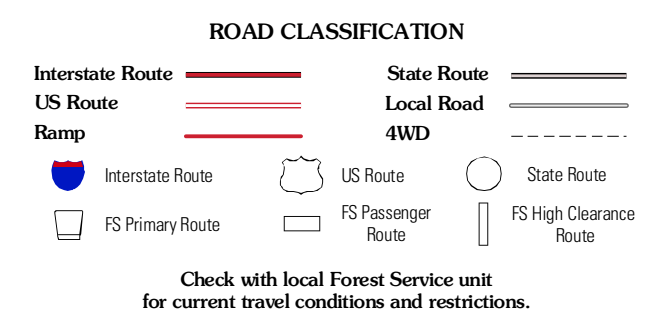 ROAD CLASSIFICATION
Interstate Route
State Route
US Route
Local Road
Ramp
4WD
Interstate Route
US Route
State Route
FS Primary Route
FS Passenger
Route
FS High Clearance
Route
Check with local Forest Service unit
for current travel conditions and restrictions.